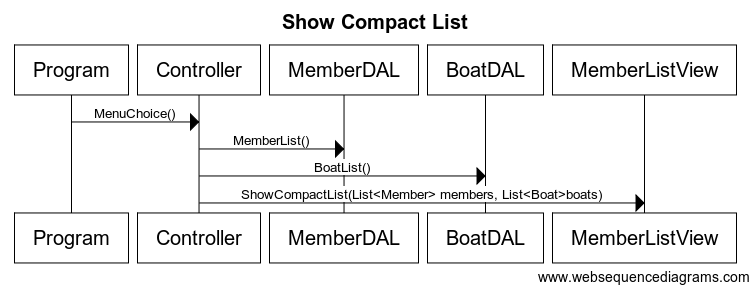 Show Compact List
Program Controller MemberDAL BoatDAL MemberListView
MenuChoice()
MemberList()
BoatList()
ShowCompactList(List<Member> members, List<Boat>boats)
Program Controller MemberDAL BoatDAL MemberListView
www.websequencediagrams.com